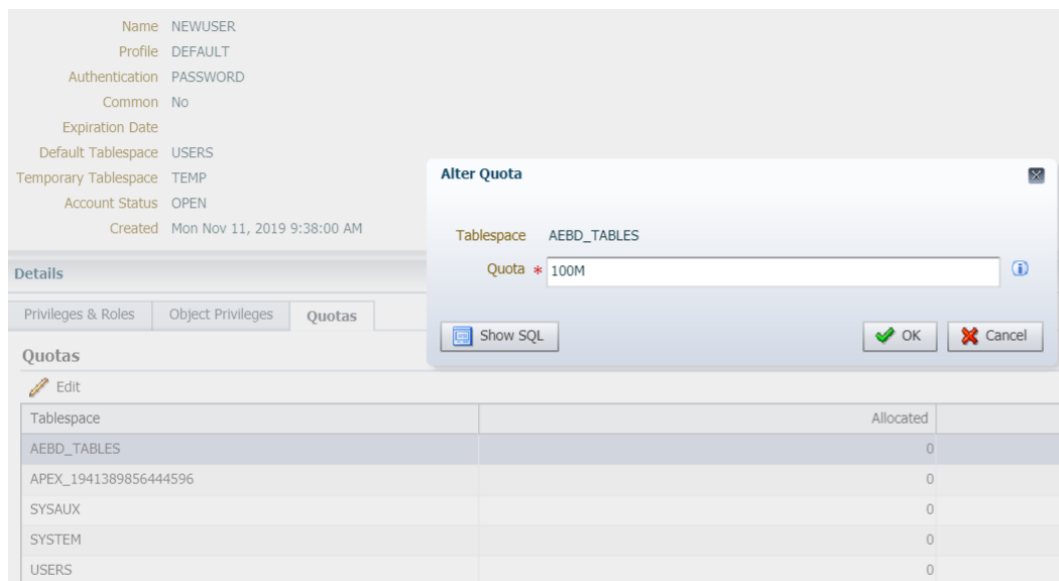 Name NEWUSER
Profile DEFAULT
Authentication PASSWORD
Common No
Expiration Date
Default Tablespace USERS
Temporary Tablespace TEMP
Account Status OPEN
Created Mon Nov 11, 2019 9:38:00 AM
Alter Quota
Tablespace AEBD_TABLES
Quota * 100M
Show SQL OK Cancel
Details
Privileges & Roles Object Privileges Quotas
Quotas
Edit
Tablespace Allocated
AEBD_TABLES 0
APEX_1941389856444596 0
SYSAUX 0
SYSTEM 0
USERS 0